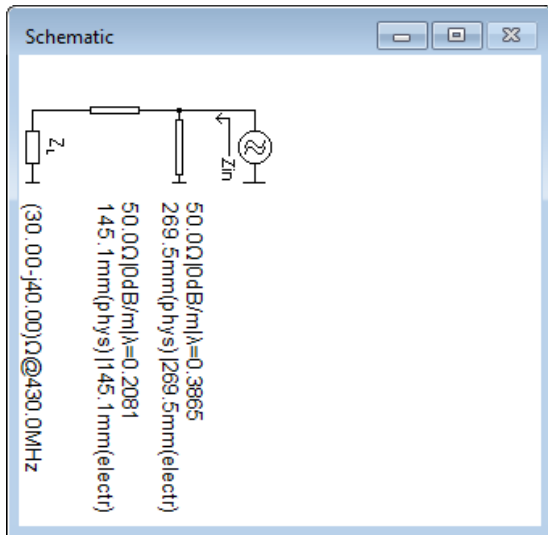 Schematic
ZL
Zin
50.0Ω|0dB/m|λ=0.3865
269.5mm(phys)|269.5mm(electr)
50.0Ω|0dB/m|λ=0.2081
145.1mm(phys)|145.1mm(electr)
(30.00-j40.00)Ω@430.0MHz